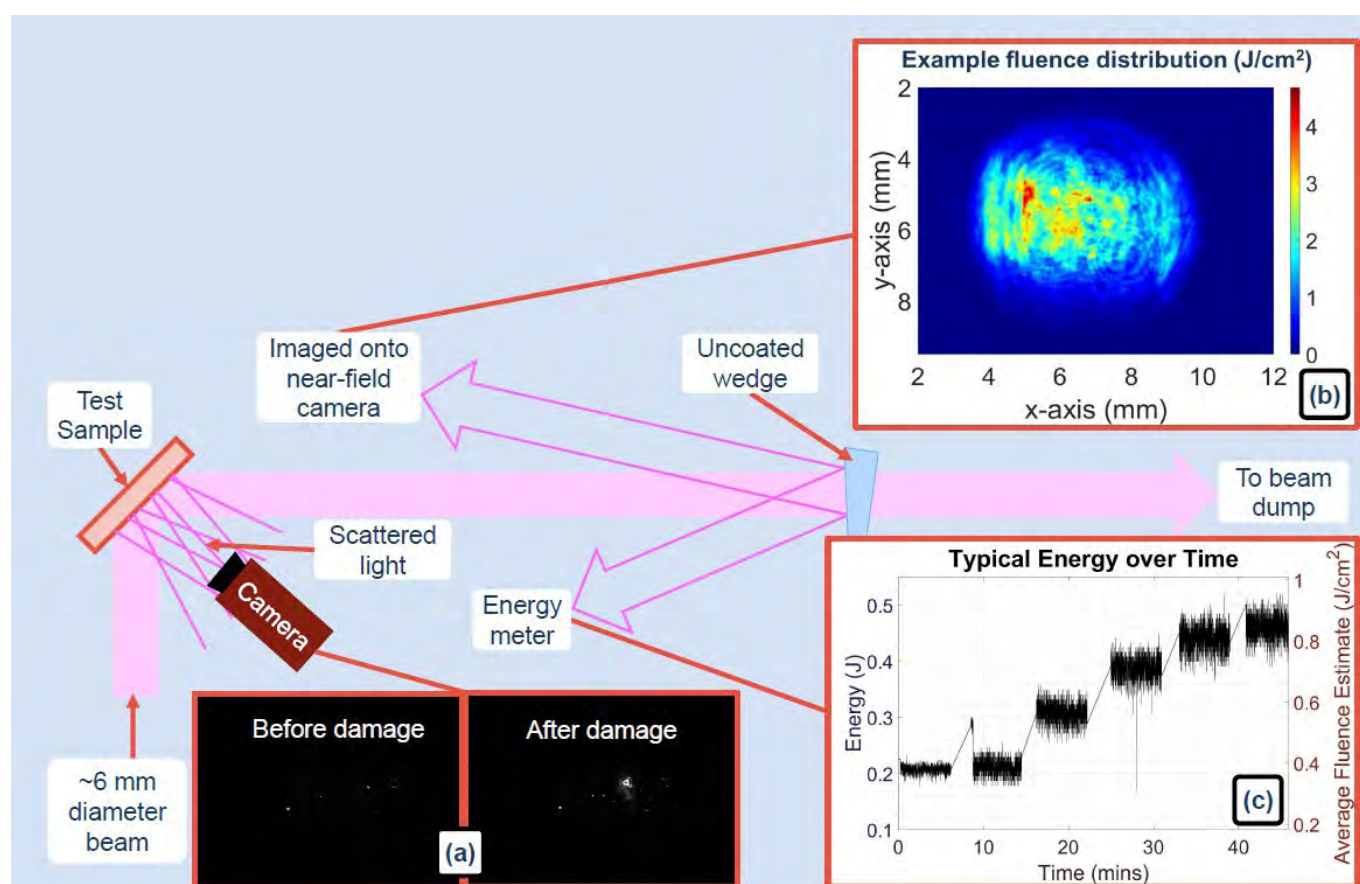 Example fluence distribution (J/cm²)
2
4
6
8
y-axis (mm)
2
4
6
8
10
12
x-axis (mm)
4
3
2
1
0
(b)
Imaged onto
near-field
camera
Uncoated
wedge
Test
Sample
To beam
dump
Scattered
light
Camera
Energy
meter
~6 mm
diameter
beam
Before damage
After damage
(a)
Typical Energy over Time
0.5
0.4
0.3
0.2
0.1
Energy (J)
0
10
20
30
40
Time (mins)
1
0.8
0.6
0.4
0.2
Average Fluence Estimate (J/cm²)
(c)